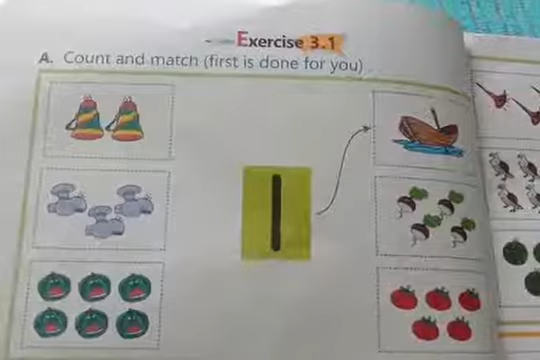 Exercise 3.1
A. Count and match (first is done for you)
1